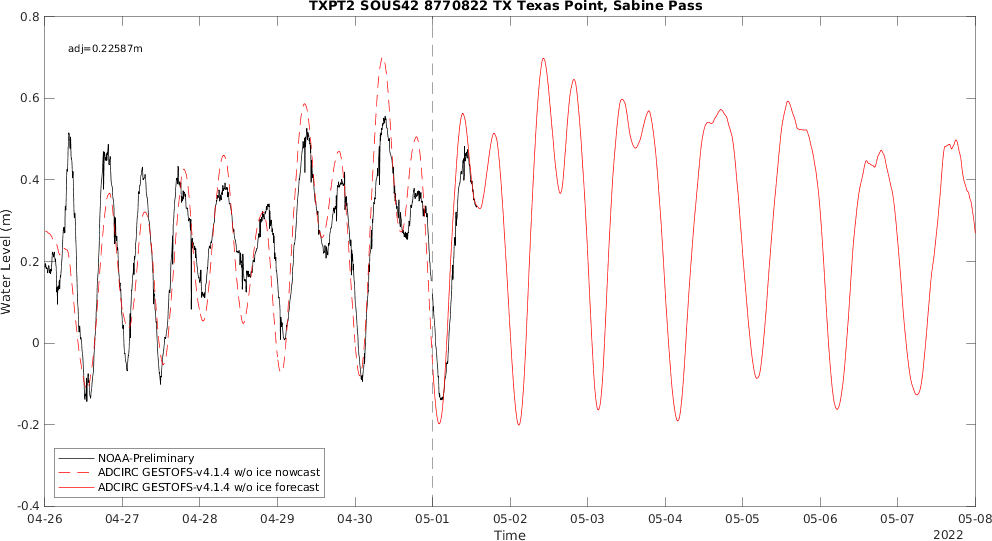 TXPT2 SOUS42 8770822 TX Texas Point, Sabine Pass
adj=0.22587m
0.8
0.6
0.4
0.2
0
-0.2
-0.4
Water Level (m)
NOAA-Preliminary
ADCIRC GESTOFS-v4.1.4 w/o ice nowcast
ADCIRC GESTOFS-v4.1.4 w/o ice forecast
04-26 04-27 04-28 04-29 04-30 05-01 05-02 05-03 05-04 05-05 05-06 05-07 05-08
Time
2022